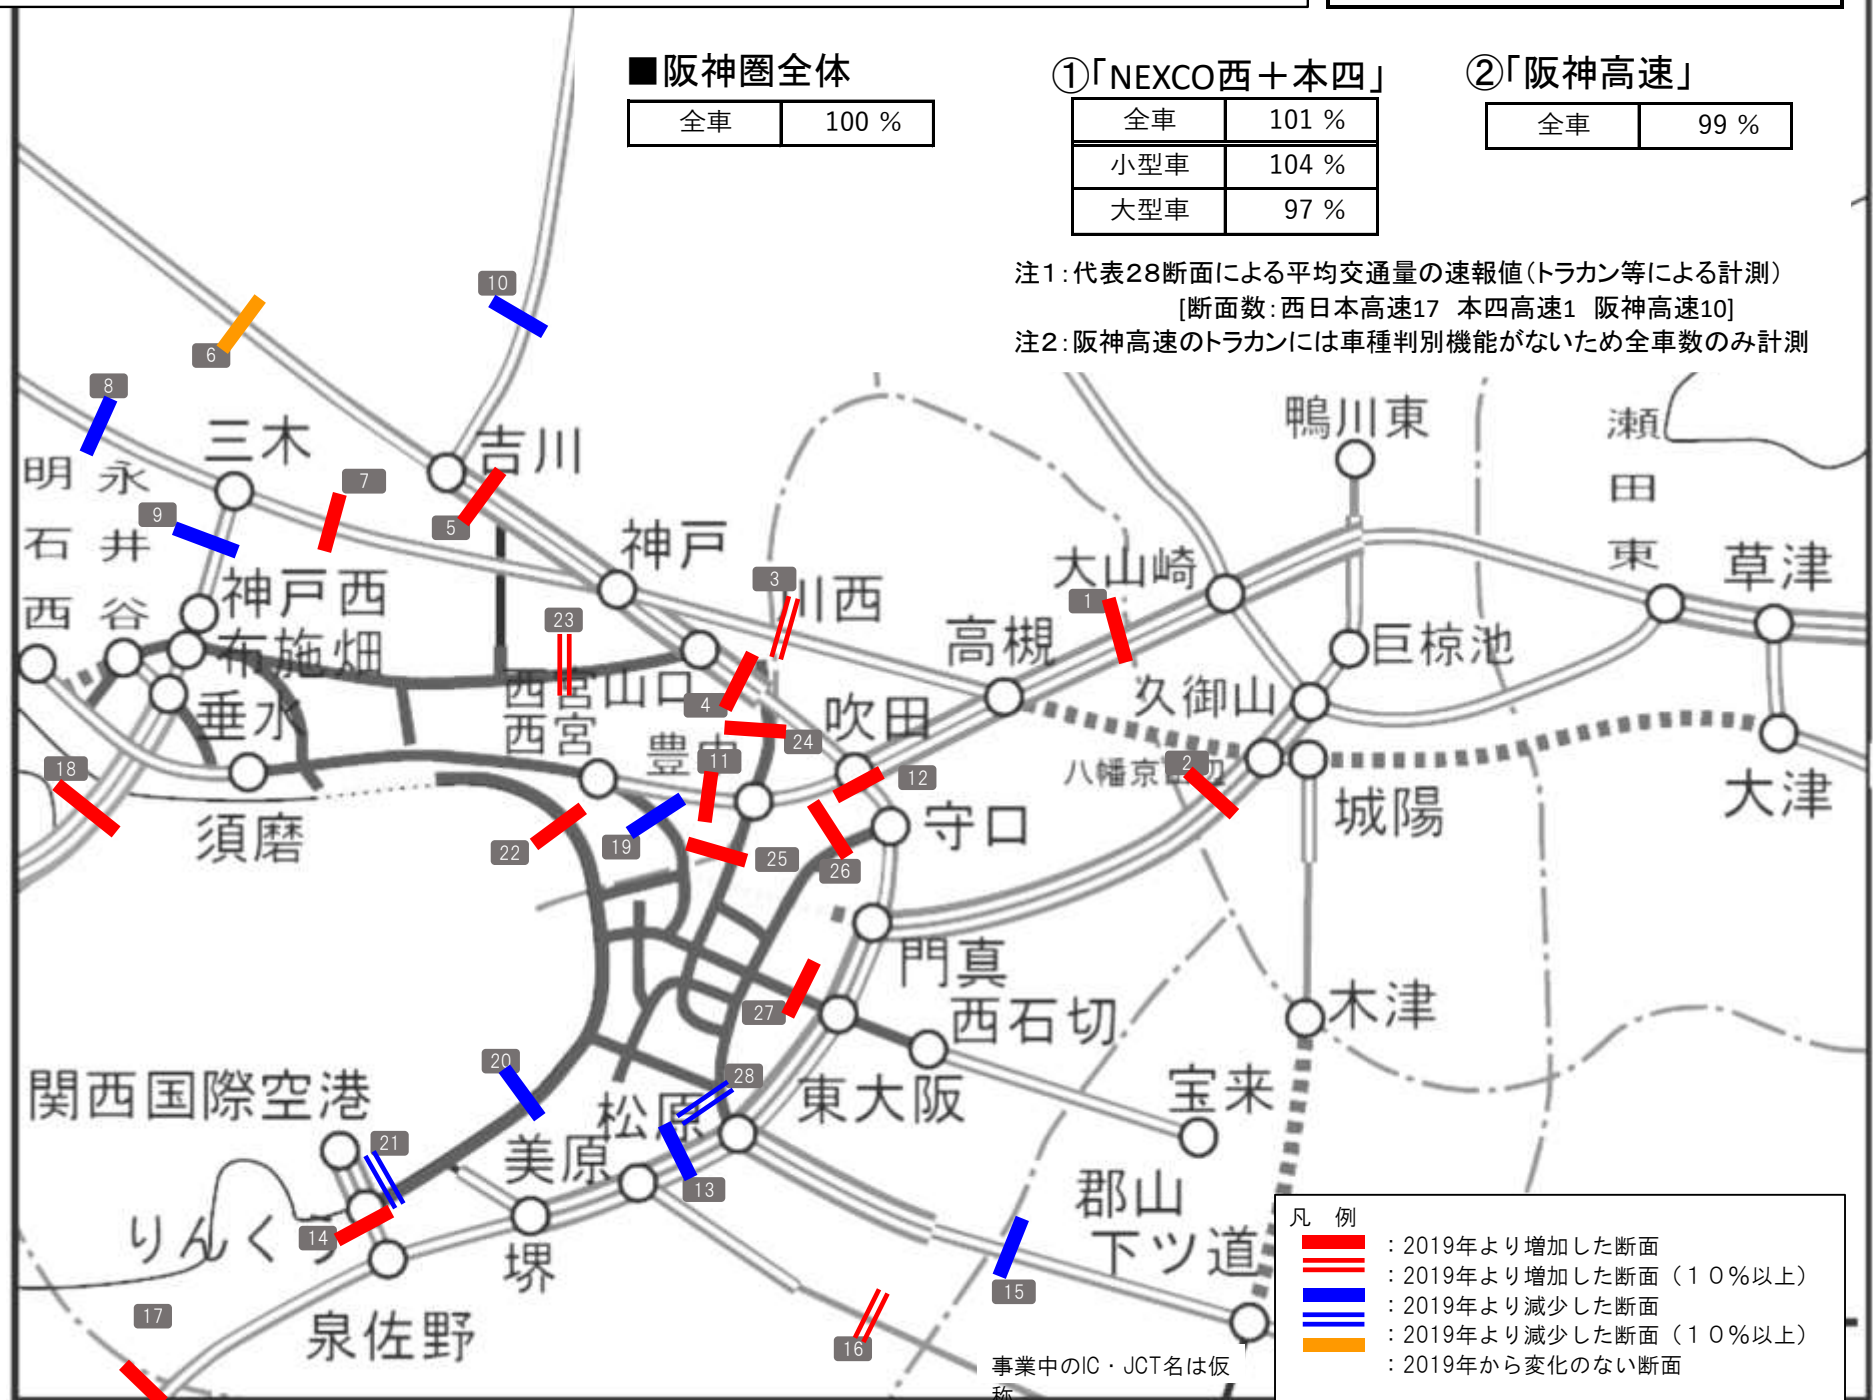 ■阪神圏全体
全車 100 %
①「NEXCO西＋本四」
全車 101 %
小型車 104 %
大型車 97 %
②「阪神高速」
全車 99 %
注1：代表28断面による平均交通量の速報値（トラカン等による計測）
[断面数：西日本高速17 本四高速1 阪神高速10]
注2：阪神高速のトラカンには車種判別機能がないため全車数のみ計測
10
6
8
三木
吉川
鴨川東
瀬田東
明石西
永井谷
7
9
5
神戸
大山崎
草津
3
川西
1
神戸西
布施畑
23
高槻
巨椋池
西宮山口
4
久御山
垂水
西宮
吹田
24
豊中
11
12
2
18
八幡京田辺
大津
城陽
須磨
守口
22
19
25
26
門真
27
西石切
木津
20
28
関西国際空港
松原
東大阪
宝来
21
美原
13
郡山
下ツ道
14
りんくう
堺
15
17
泉佐野
16
事業中のIC・JCT名は仮
称
凡 例
：2019年より増加した断面
：2019年より増加した断面（１０％以上）
：2019年より減少した断面
：2019年より減少した断面（１０％以上）
：2019年から変化のない断面